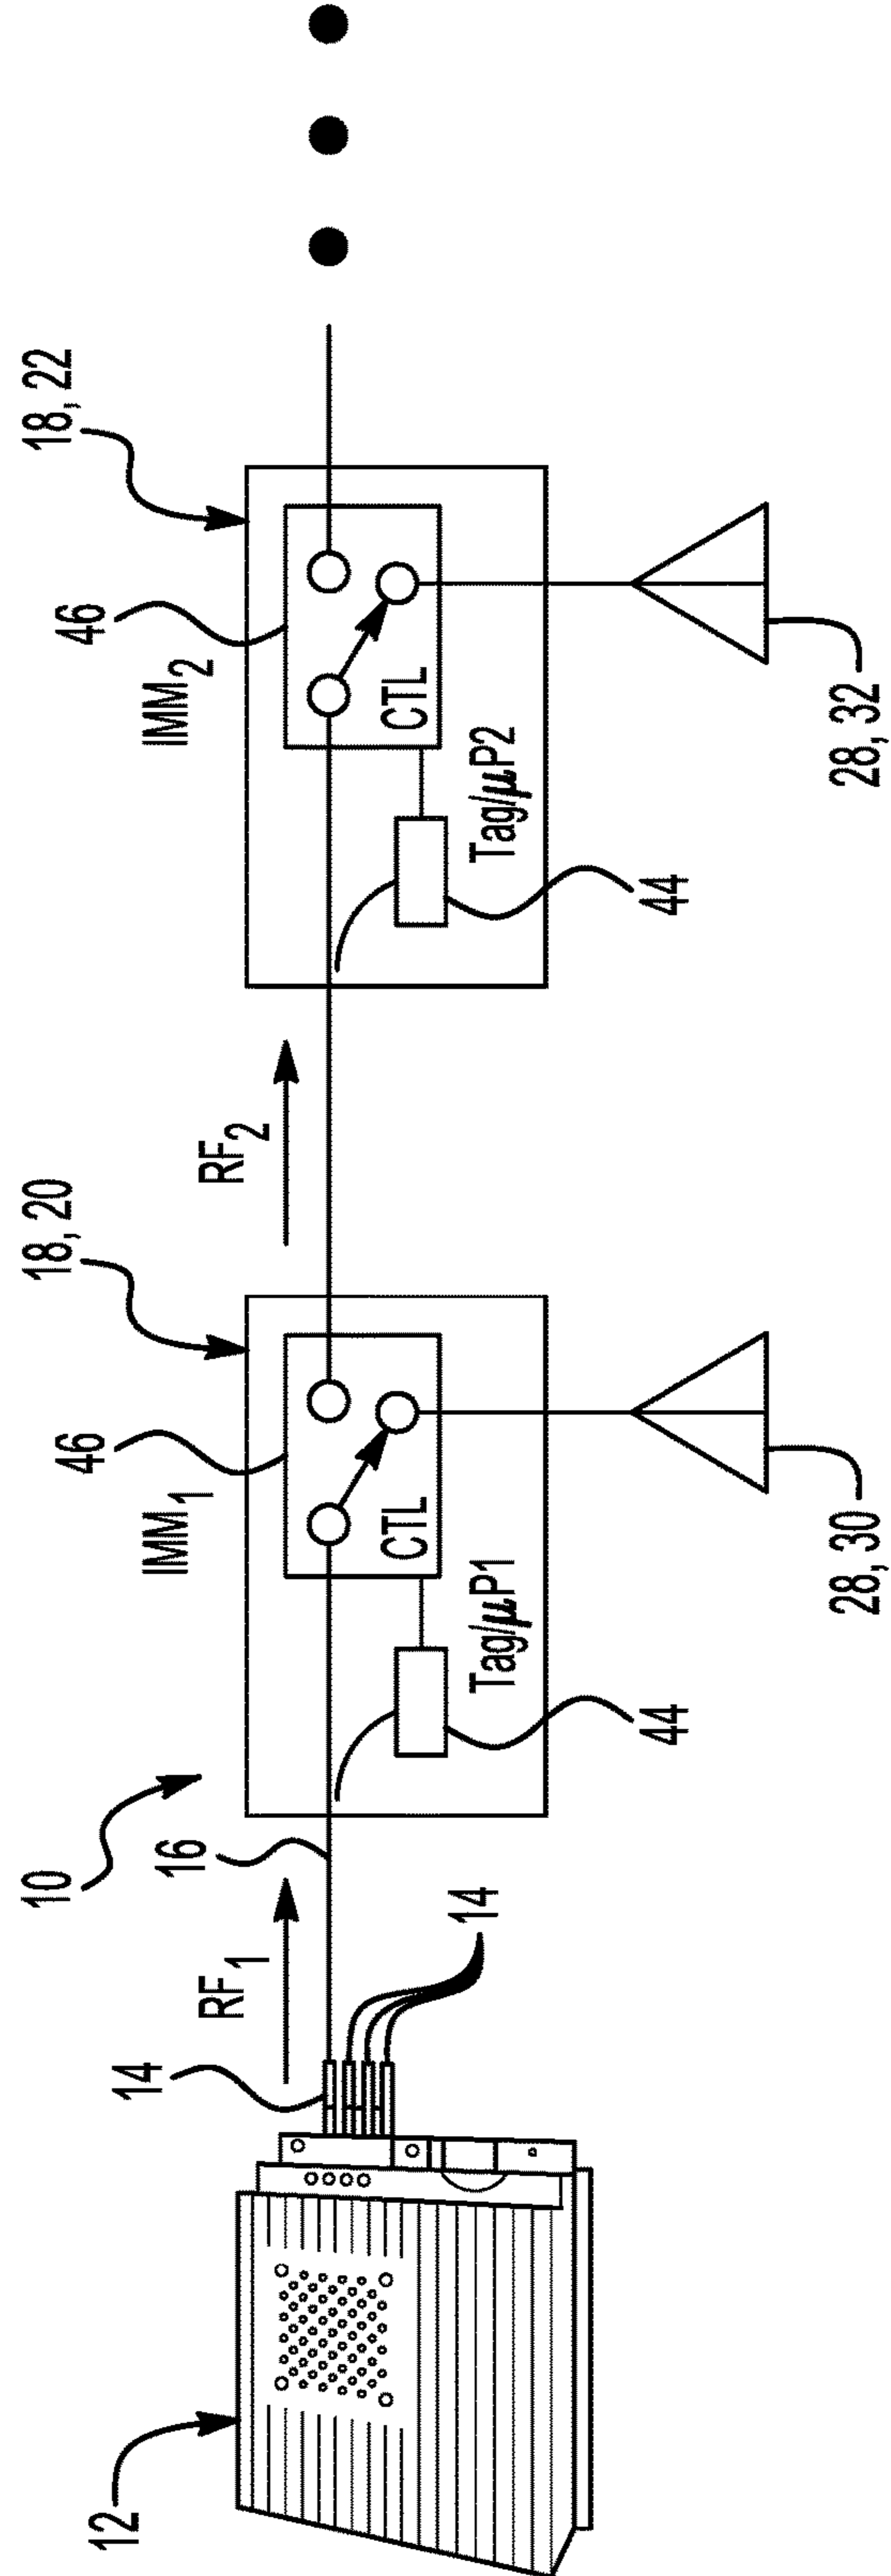 12
14
RF1
14
16
10
IMM1
46
CTL
Tag/μP1
44
18, 20
28, 30
RF2
IMM2
46
CTL
Tag/μP2
44
18, 22
28, 32